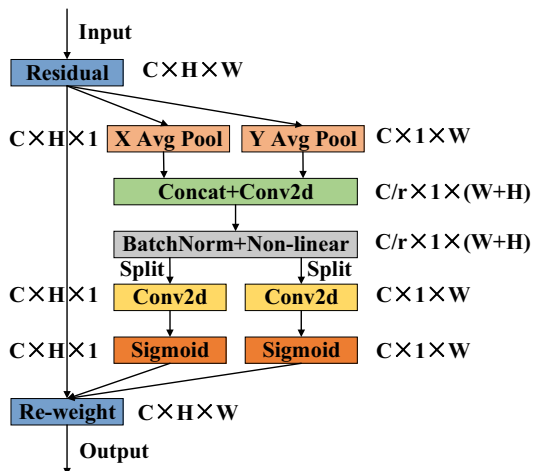 Input
Residual C×H×W
C×H×1 X Avg Pool Y Avg Pool C×1×W
Concat+Conv2d C/r×1×(W+H)
BatchNorm+Non-linear C/r×1×(W+H)
Split Split
C×H×1 Conv2d Conv2d C×1×W
C×H×1 Sigmoid Sigmoid C×1×W
Re-weight C×H×W
Output